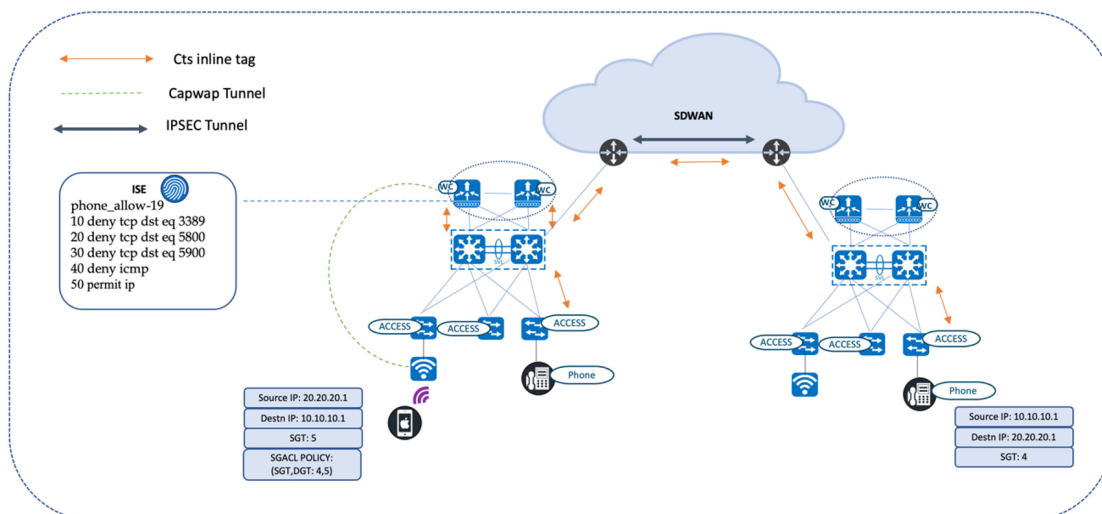 Cts inline tag
Capwap Tunnel
IPSEC Tunnel
SDWAN
ISE
phone_allow-19
10 deny tcp dst eq 3389
20 deny tcp dst eq 5800
30 deny tcp dst eq 5900
40 deny icmp
50 permit ip
WC
WC
WC
WC
SVL
SVL
ACCESS
ACCESS
ACCESS
ACCESS
ACCESS
ACCESS
Phone
Phone
Source IP: 20.20.20.1
Destn IP: 10.10.10.1
SGT: 5
SGACL POLICY:
(SGT,DGT: 4,5)
Source IP: 10.10.10.1
Destn IP: 20.20.20.1
SGT: 4